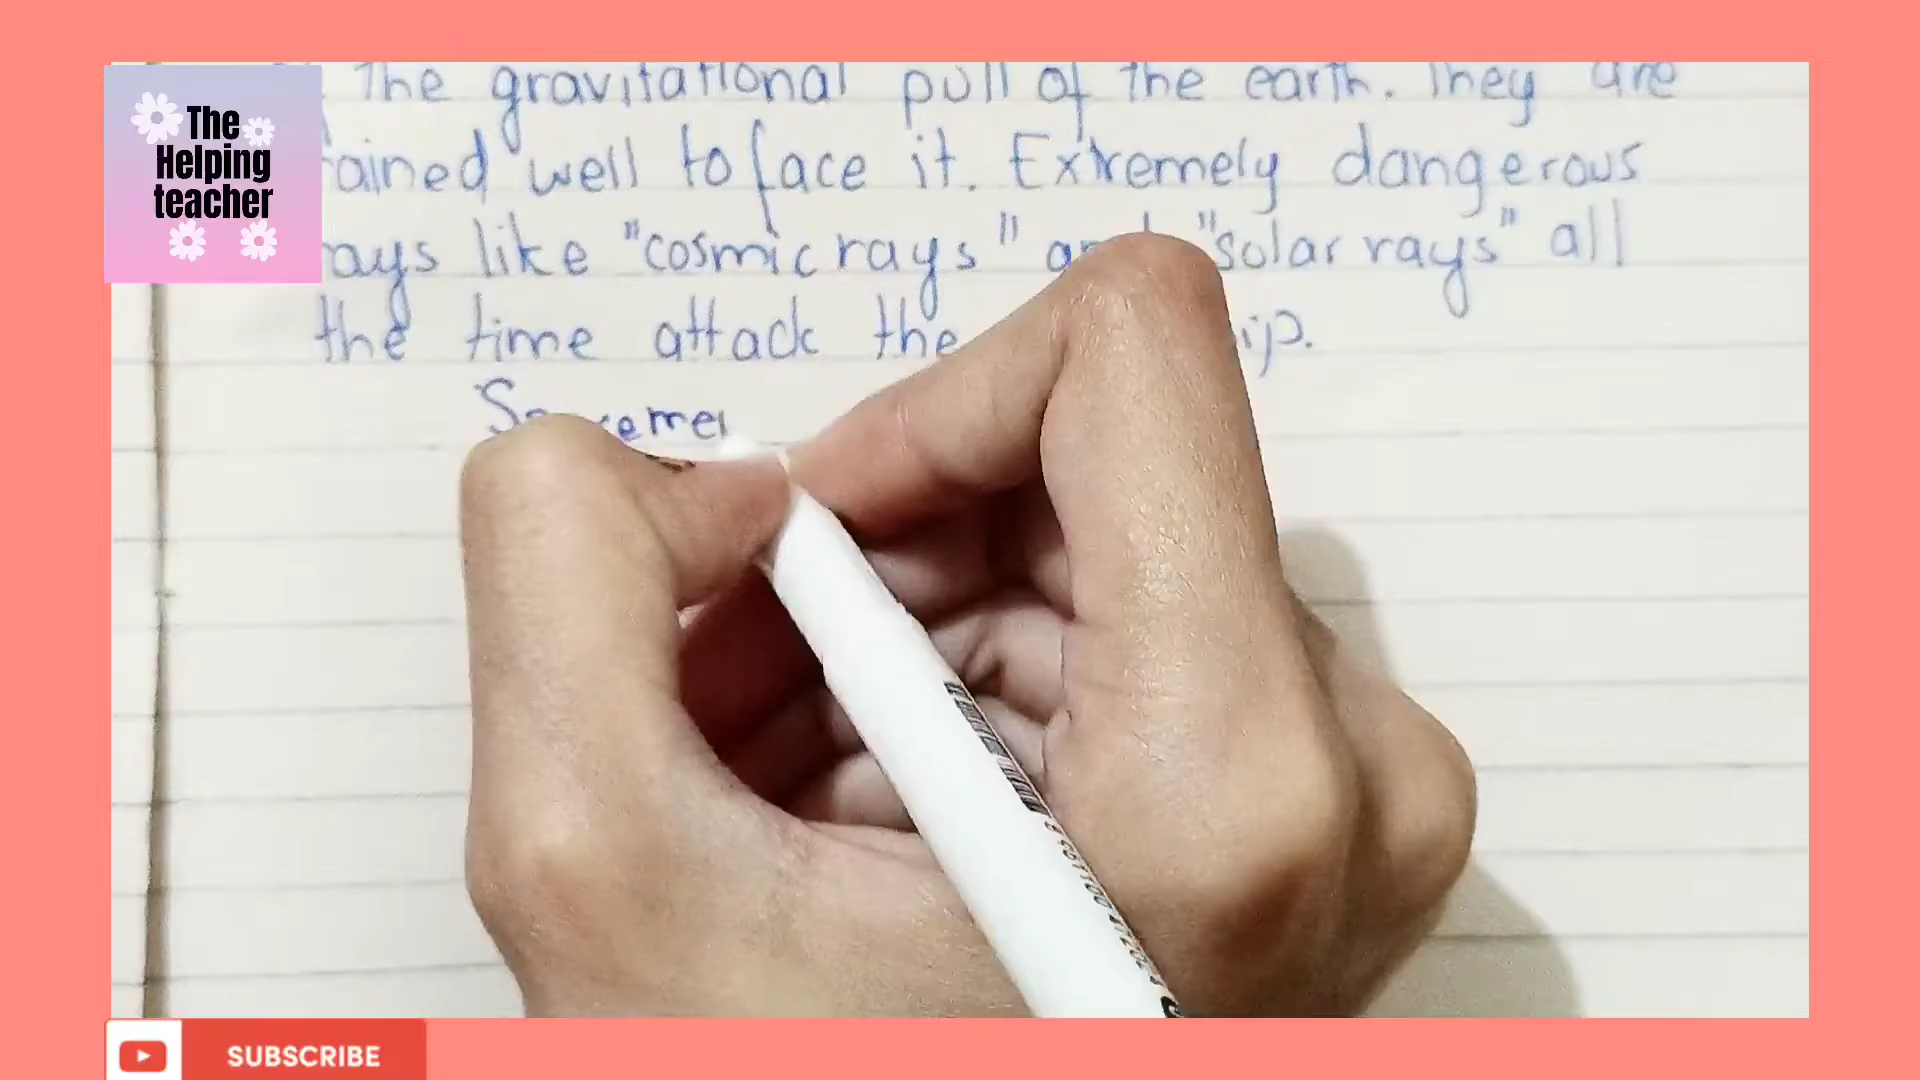 The
Helping
teacher
the gravitational pull of the earth. They are
ained well to face it. Extremely dangerous
rays like "cosmic rays" "solar rays" all
the time attack the
SUBSCRIBE